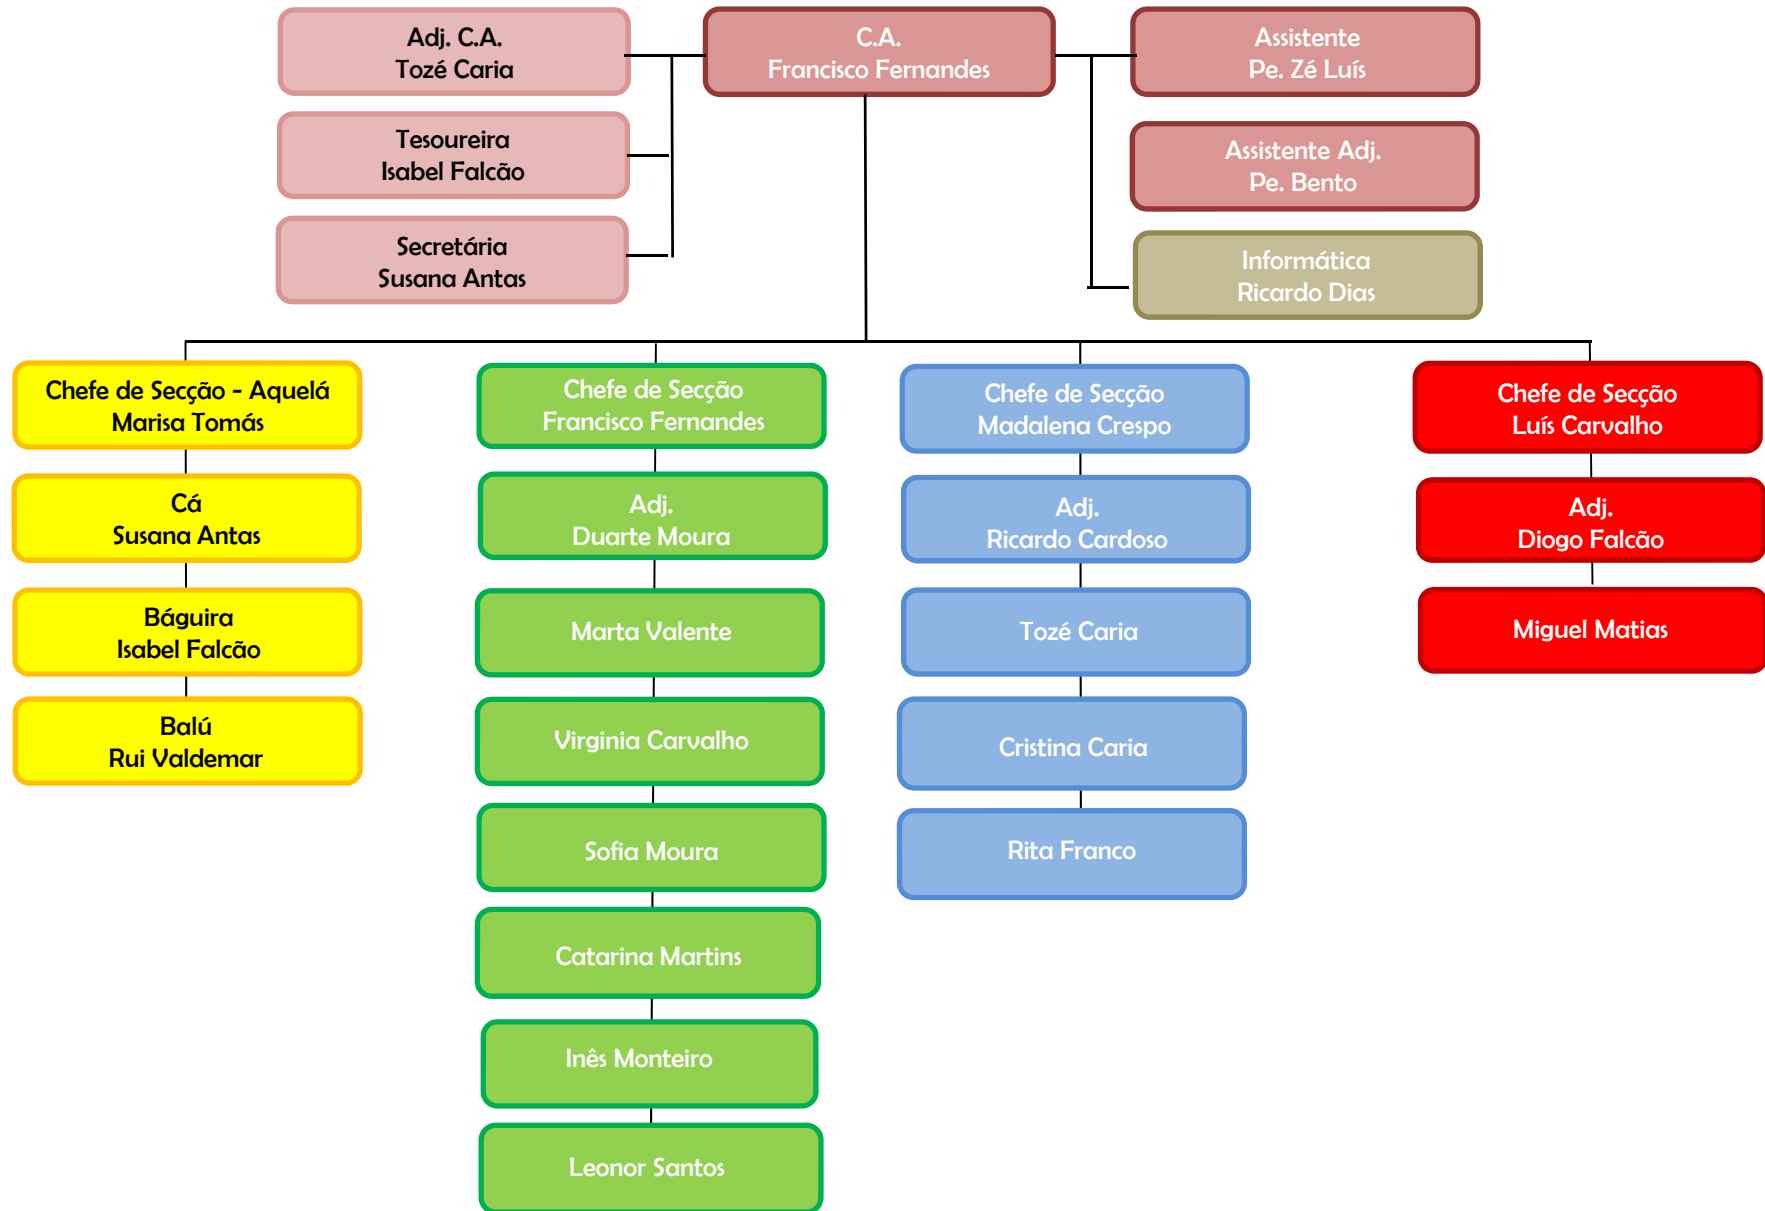 Adj. C.A.
Tozé Caria
C.A.
Francisco Fernandes
Assistente
Pe. Zé Luís
Tesoureira
Isabel Falcão
Assistente Adj.
Pe. Bento
Secretária
Susana Antas
Informática
Ricardo Dias
Chefe de Secção - Aquelá
Marisa Tomás
Cá
Susana Antas
Báguira
Isabel Falcão
Balú
Rui Valdemar
Chefe de Secção
Francisco Fernandes
Adj.
Duarte Moura
Marta Valente
Virginia Carvalho
Sofia Moura
Catarina Martins
Inês Monteiro
Leonor Santos
Chefe de Secção
Madalena Crespo
Adj.
Ricardo Cardoso
Tozé Caria
Cristina Caria
Rita Franco
Chefe de Secção
Luís Carvalho
Adj.
Diogo Falcão
Miguel Matias